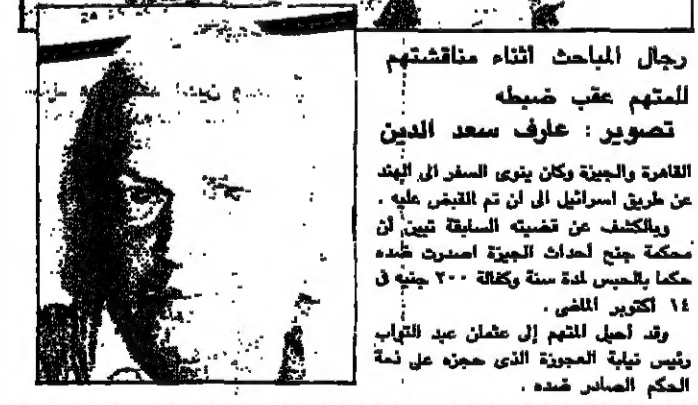 رجال المباحث اثناء مناقشتهم
للمتهم عقب ضبطه
تصوير : عارف سعد الدين
القاهرة والجيزة وكان ينوى السفر الى الهند
عن طريق اسرائيل الى ان تم القبض عليه .
وبالكشف عن قضيته السابقة تبين أن
محكمة جنح أحداث الجيزة اصدرت ضده
حكما بالحبس لمدة سنة وكفالة ٢٠٠ جنيه فى
١٤ أكتوبر الماضى .
وقد أحيل المتهم إلى عثمان عبد التواب
رئيس نيابة العجوزة الذى حجزه على ذمة
الحكم الصادر ضده .